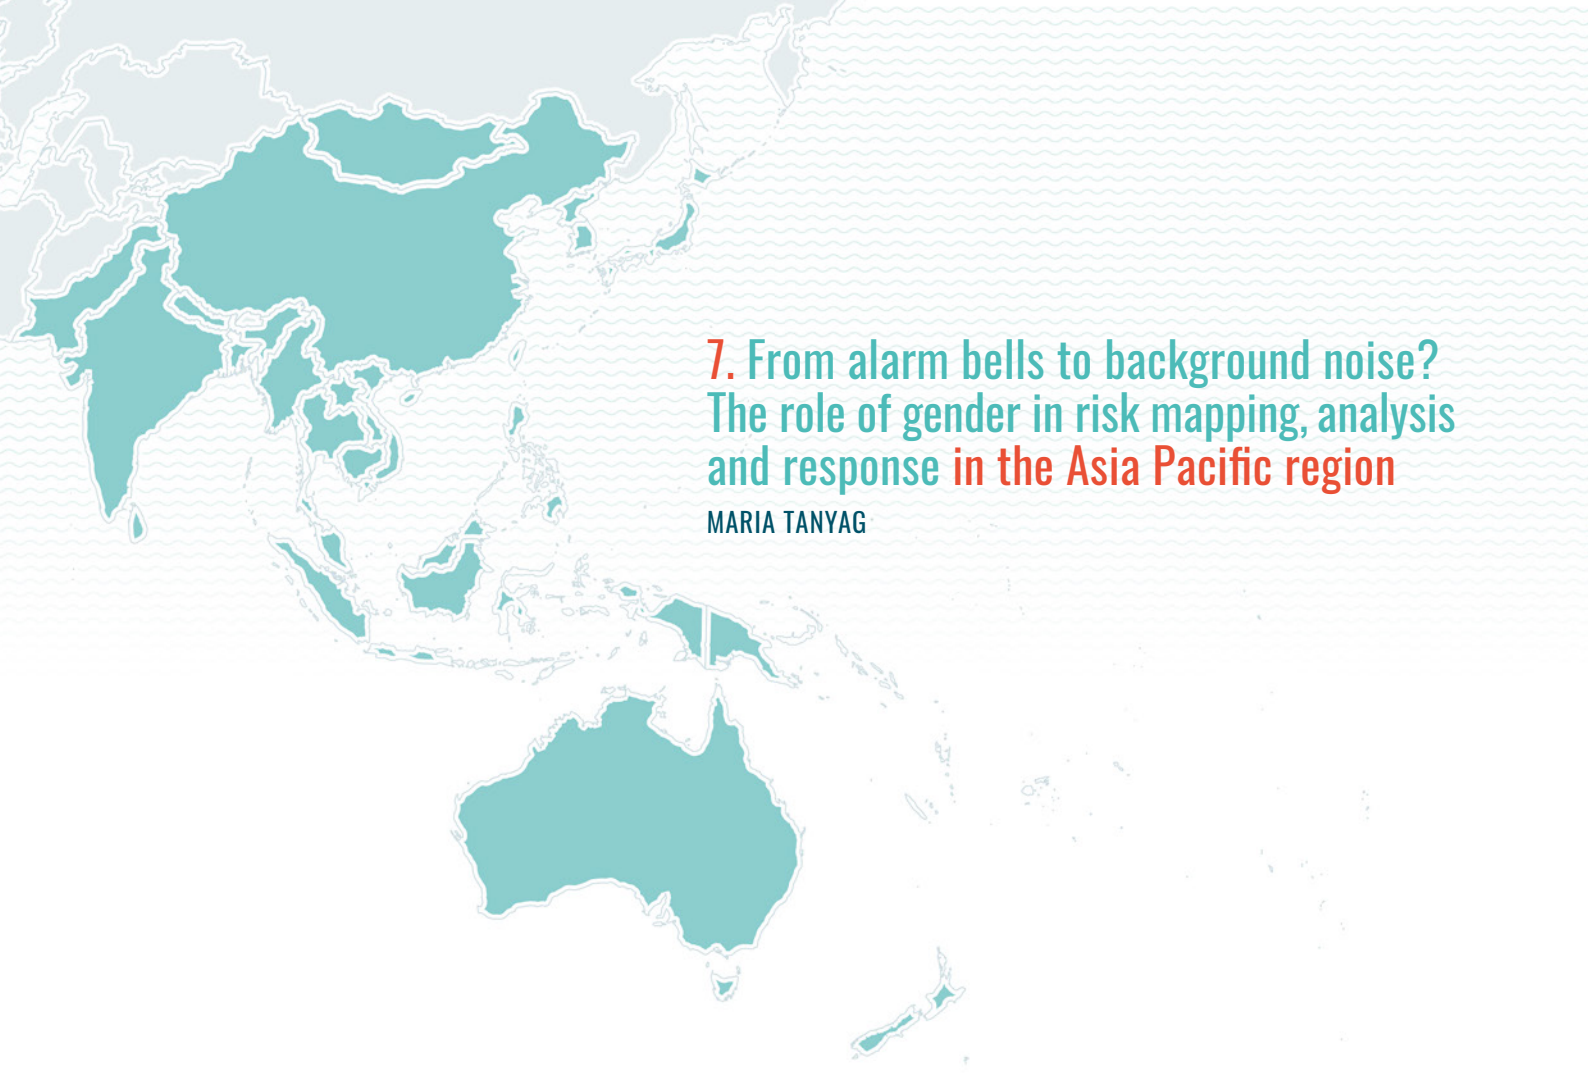 7. From alarm bells to background noise?
The role of gender in risk mapping, analysis
and response in the Asia Pacific region
MARIA TANYAG